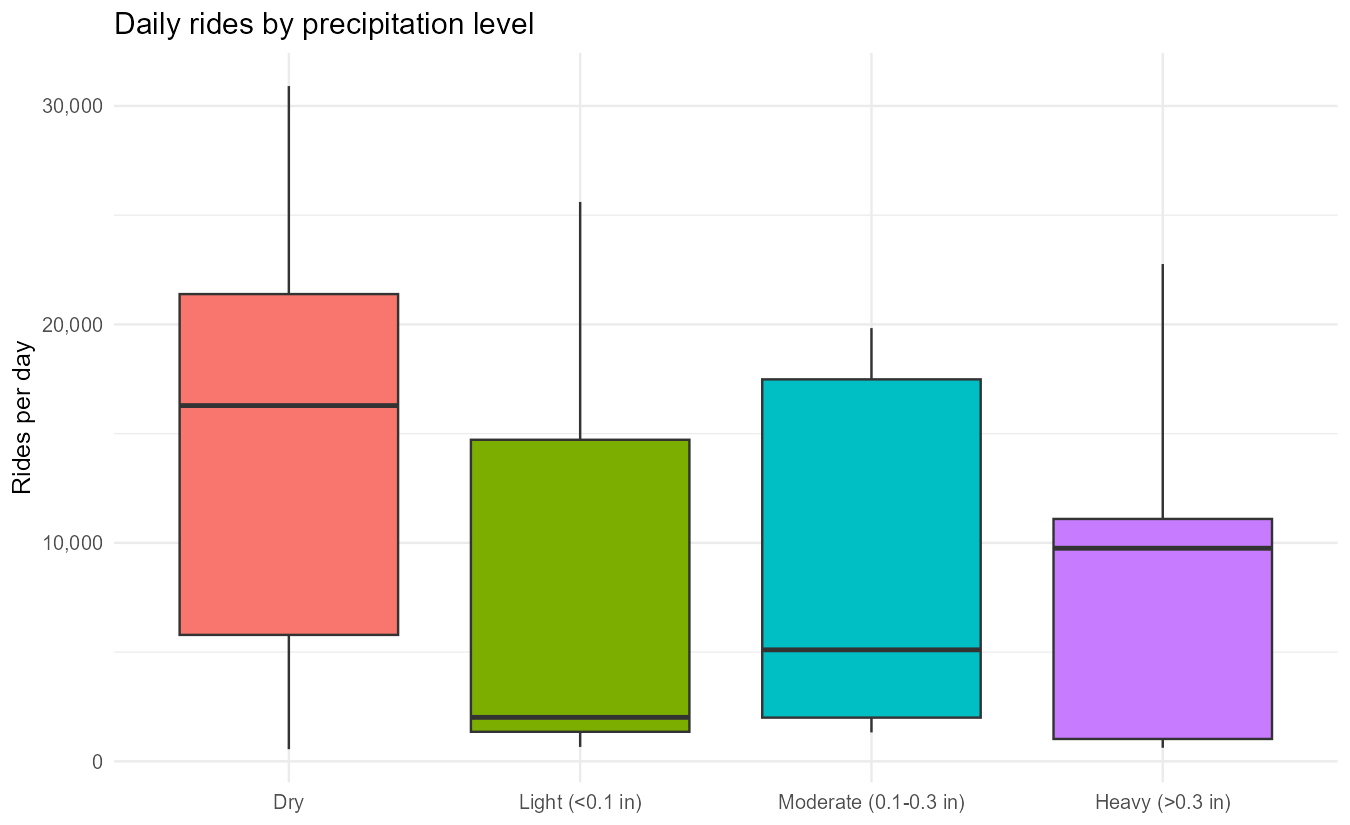 Daily rides by precipitation level
Rides per day
30,000
20,000
10,000
0
Dry
Light (<0.1 in)
Moderate (0.1-0.3 in)
Heavy (>0.3 in)